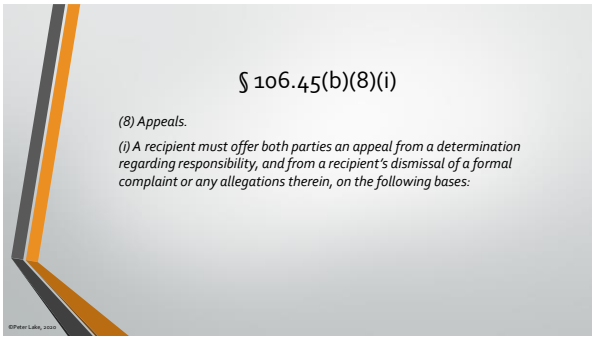 § 106.45(b)(8)(i)
(8) Appeals.
(i) A recipient must offer both parties an appeal from a determination
regarding responsibility, and from a recipient's dismissal of a formal
complaint or any allegations therein, on the following bases:
©Peter Lake, 2020